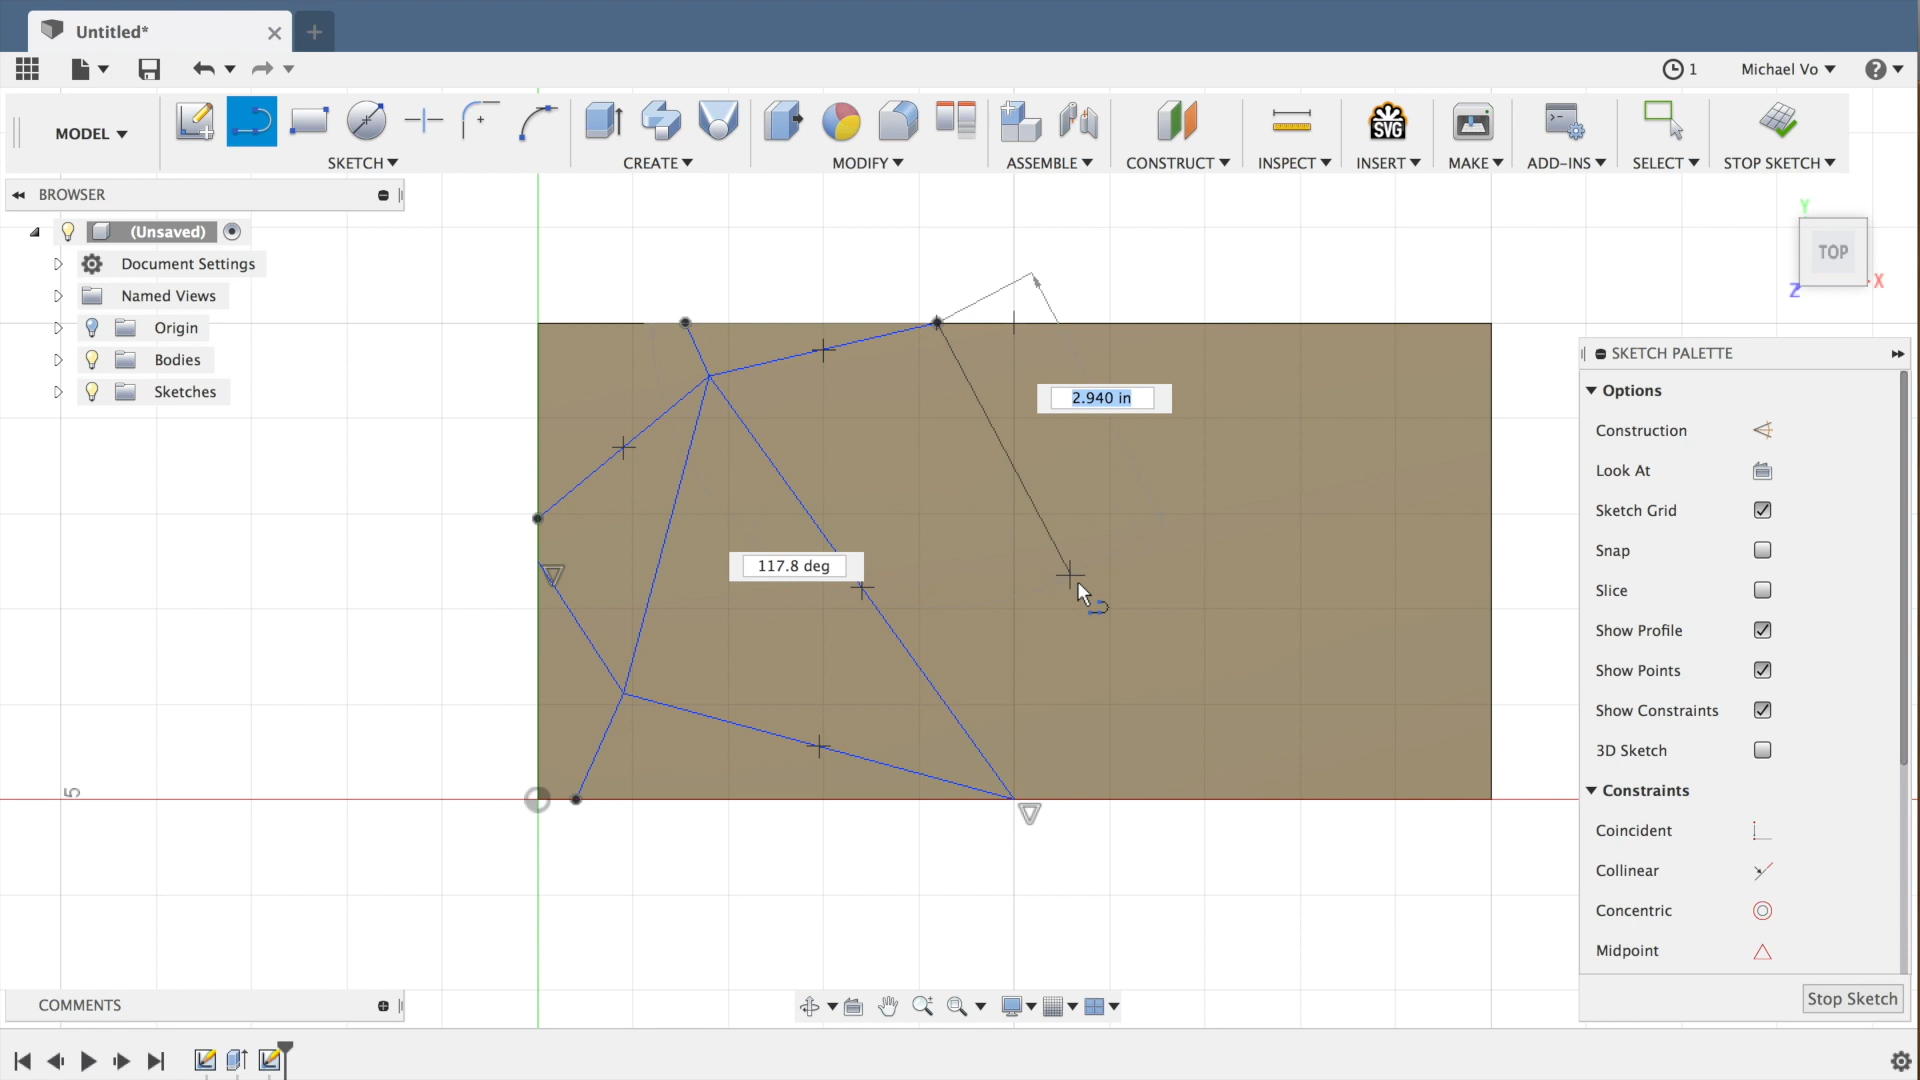 Untitled*
1
Michael Vo
?
MODEL
SKETCH
CREATE
MODIFY
ASSEMBLE
CONSTRUCT
INSPECT
SVG
INSERT
MAKE
ADD-INS
SELECT
STOP SKETCH
BROWSER
(Unsaved)
Document Settings
Named Views
Origin
Bodies
Sketches
Y
TOP
X
Z
2.940 in
117.8 deg
5
SKETCH PALETTE
Options
Construction
Look At
Sketch Grid
Snap
Slice
Show Profile
Show Points
Show Constraints
3D Sketch
Constraints
Coincident
Collinear
Concentric
Midpoint
Stop Sketch
COMMENTS